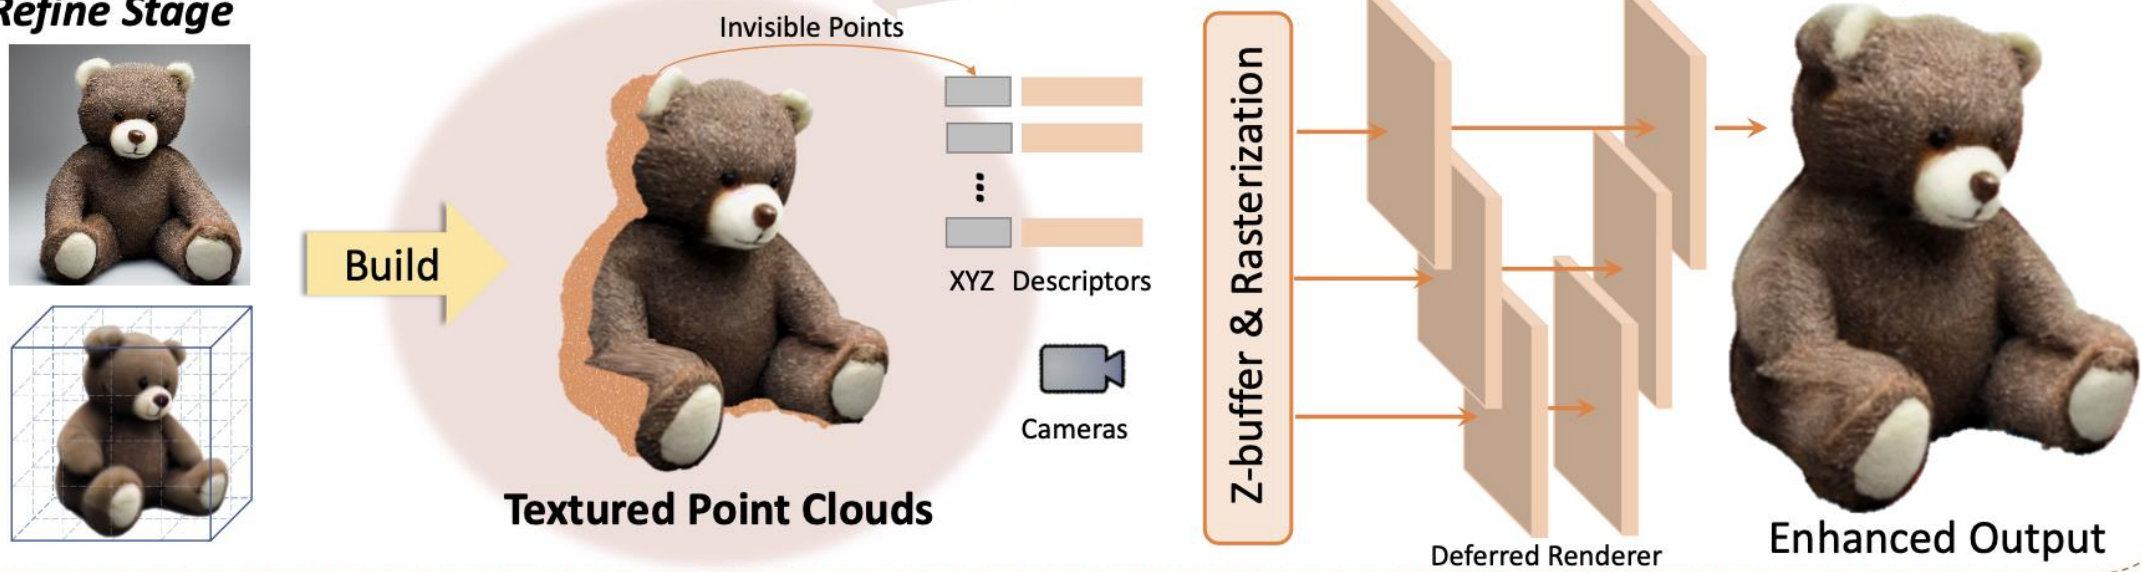 Refine Stage
Invisible Points
Build
XYZ Descriptors
Cameras
Textured Point Clouds
Z-buffer & Rasterization
Deferred Renderer
Enhanced Output